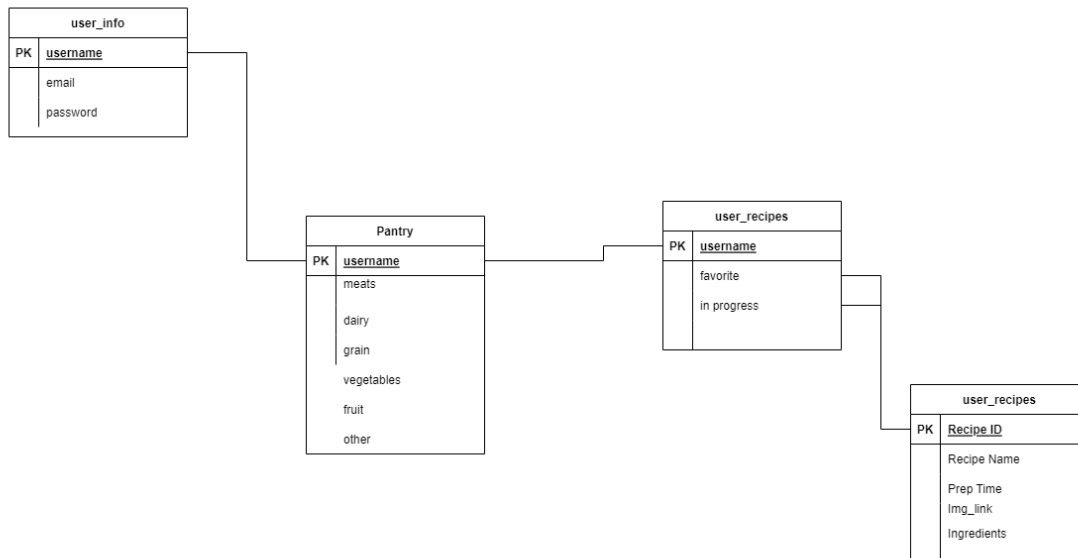 user_info
PK username
email
password
Pantry
PK username
meats
dairy
grain
vegetables
fruit
other
user_recipes
PK username
favorite
in progress
user_recipes
PK Recipe ID
Recipe Name
Prep Time
Img_link
Ingredients